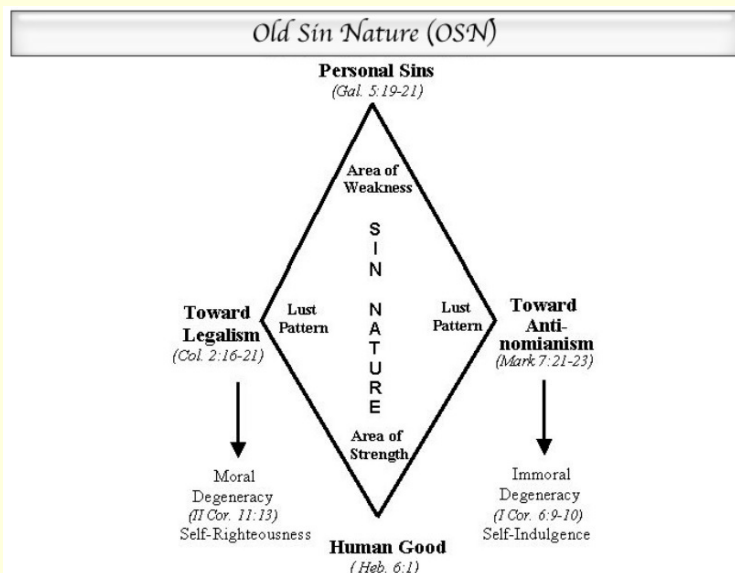 Old Sin Nature (OSN)
Personal Sins
(Gal. 5:19-21)
Area of
Weakness
SIN NATURE
Toward
Legalism
(Col. 2:16-21)
Lust
Pattern
Lust
Pattern
Toward
Anti-
nomianism
(Mark 7:21-23)
Area of
Strength
Moral
Degeneracy
(II Cor. 11:13)
Self-Righteousness
Immoral
Degeneracy
(I Cor. 6:9-10)
Self-Indulgence
Human Good
(Heb. 6:1)